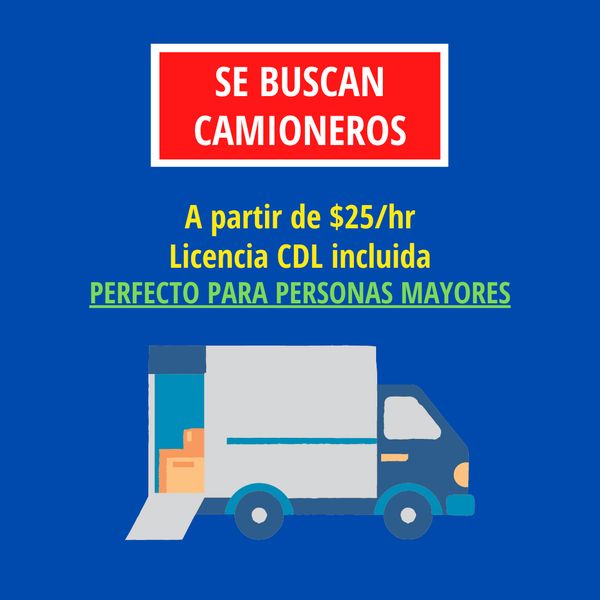 SE BUSCAN
CAMIONEROS
A partir de $25/hr
Licencia CDL incluida
PERFECTO PARA PERSONAS MAYORES